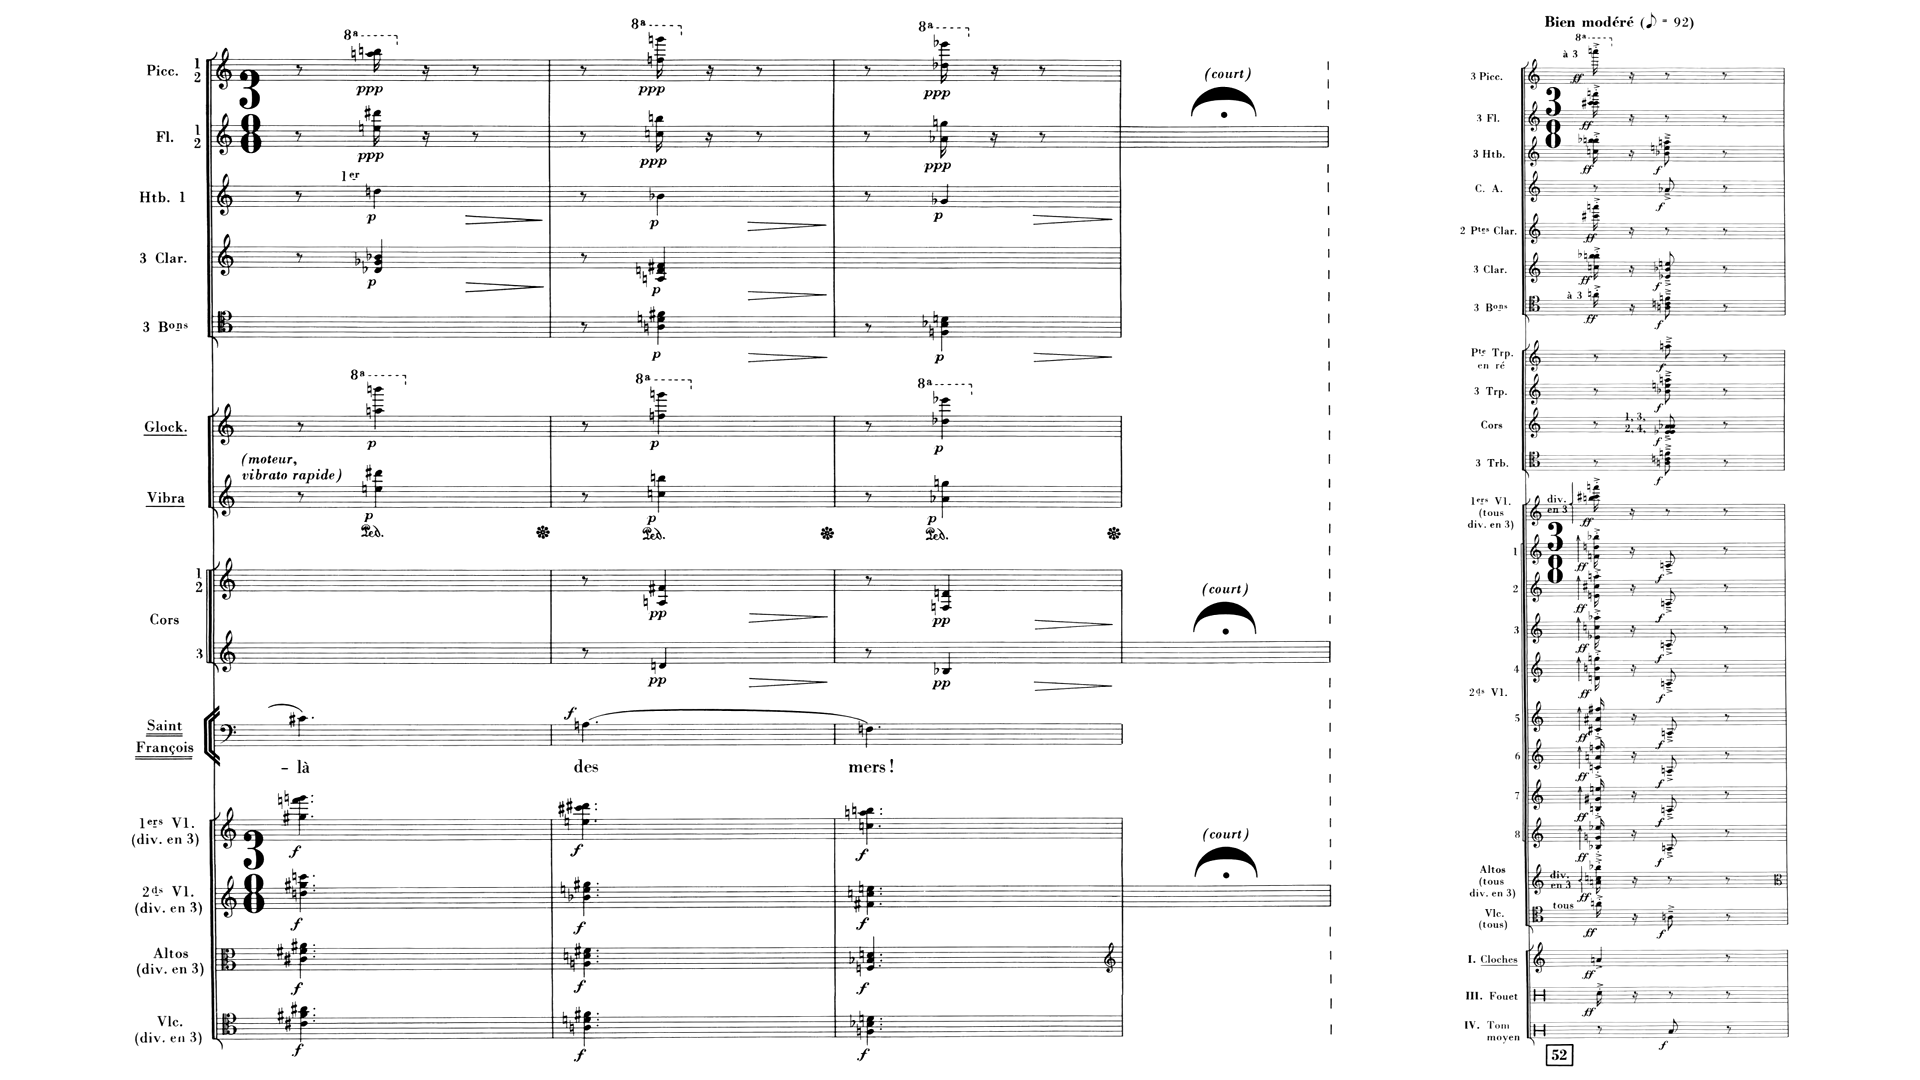 8ª 8ª 8ª
Picc. 1 2
ppp ppp ppp
(court)
Fl. 1 2
ppp ppp ppp
1er
Htb. 1
p p p
3 Clar.
p p
3 Bons
p p
8ª 8ª 8ª
Glock.
p p p
(moteur,
vibrato rapide)
Vibra
p p p
Ped. Ped. Ped.
1
2
pp pp
(court)
Cors
3
pp pp
f
Saint
François
- là des mers !
1ers Vl.
(div. en 3)
f f f
(court)
2ds Vl.
(div. en 3)
f f f
Altos
(div. en 3)
f f f
Vlc.
(div. en 3)
f f f
Bien modéré (♪ = 92)
8ª
à 3
3 Picc.
ff
3 Fl.
ff
3 Htb.
ff f
C. A.
f
2 Ptes Clar.
ff
3 Clar.
ff f
à 3
3 Bons
ff f
Pte Trp.
en ré
f
3 Trp.
f
1. 3.
Cors
2. 4.
f
3 Trb.
f
1ers Vl.
(tous
div. en 3)
div.
en 3
ff
1
ff f
2
ff f
3
ff f
4
ff f
2ds Vl.
5
ff f
6
ff f
7
ff f
8
ff f
Altos
(tous
div. en 3)
div.
en 3
ff
tous
Vlc.
(tous)
ff f
I. Cloches
ff
III. Fouet
ff
IV. Tom
moyen
f
52